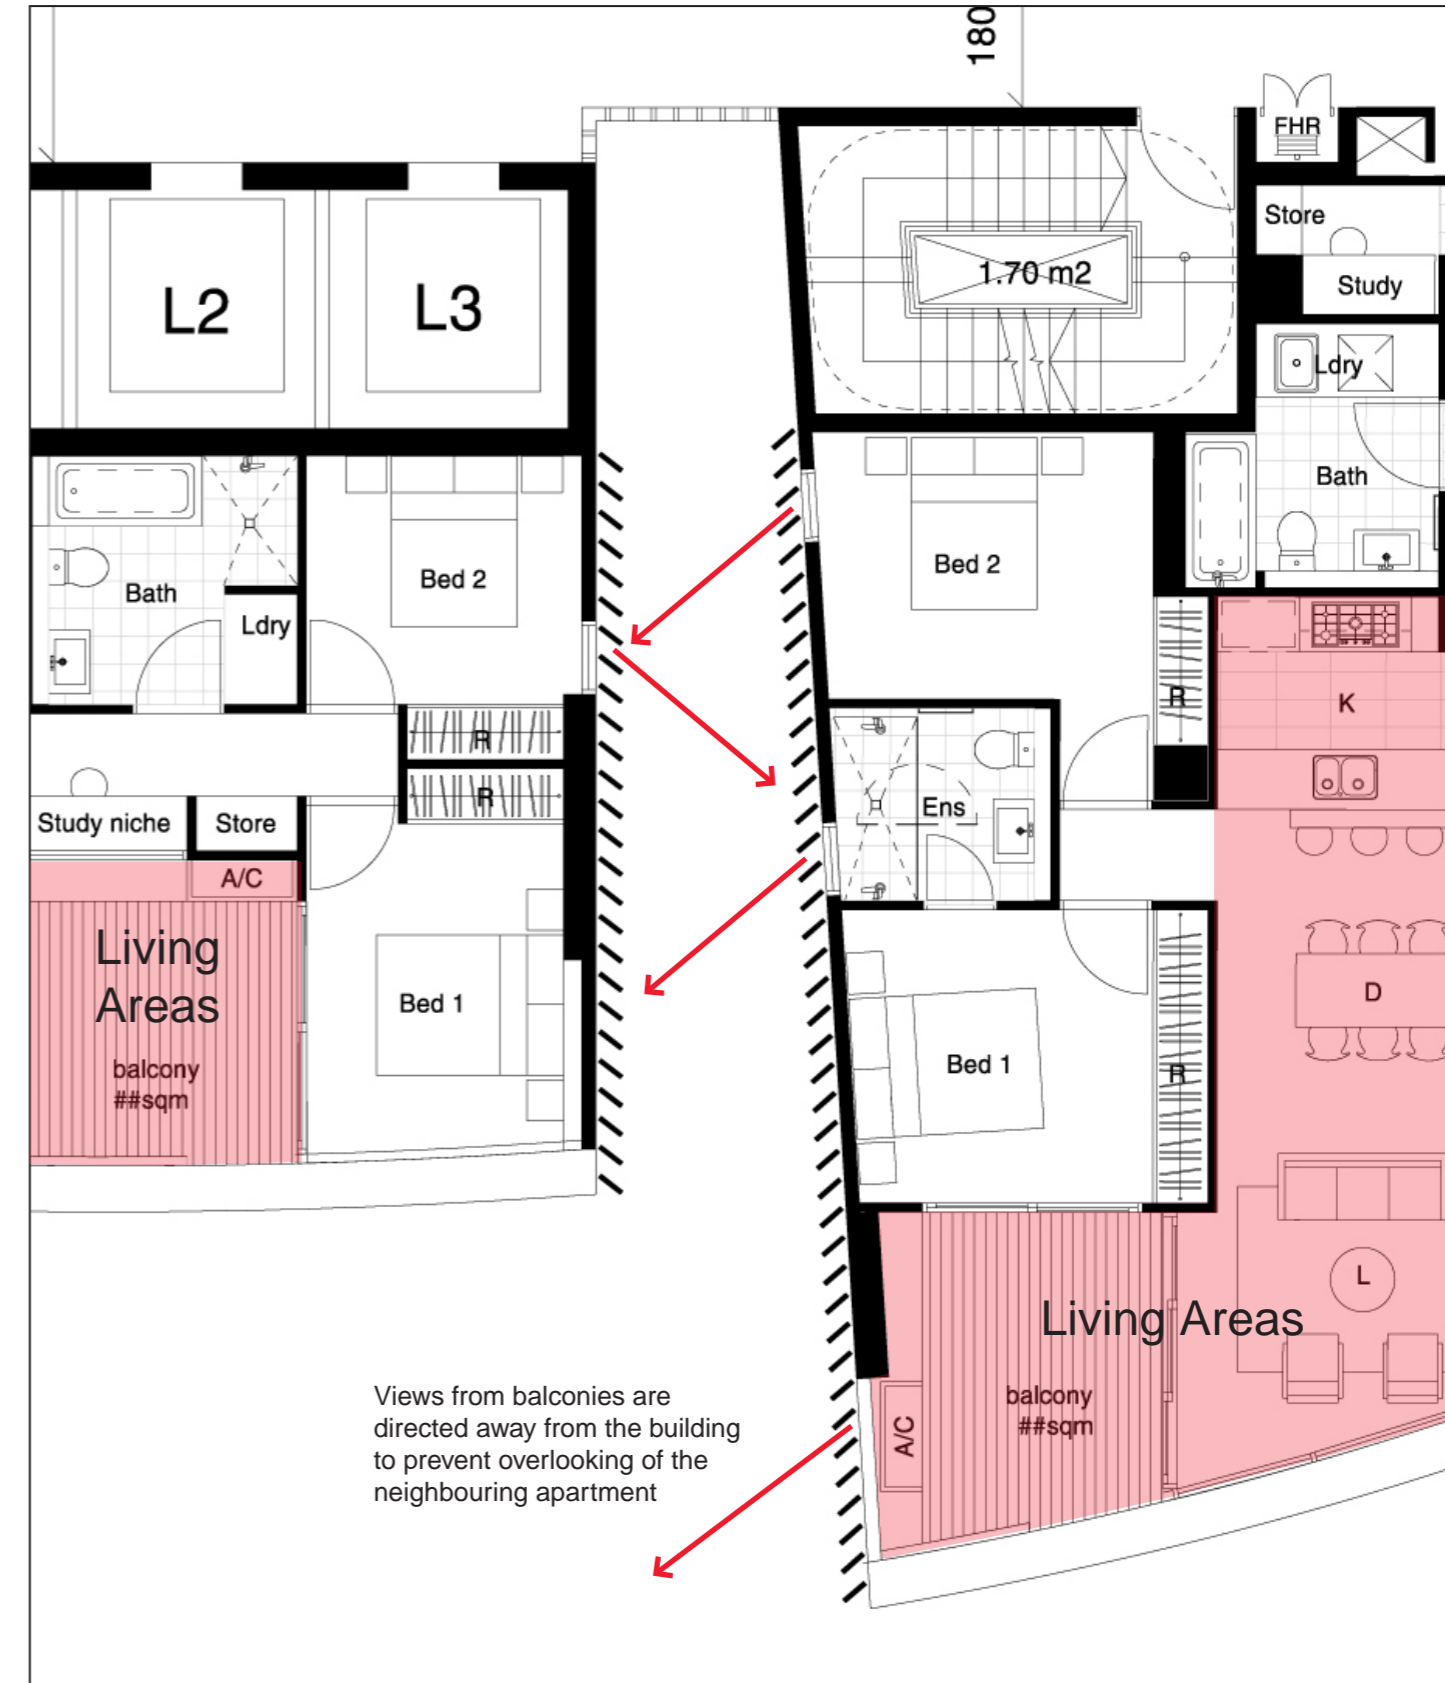 180
FHR
Store
Study
L2
L3
1.70 m2
Ldry
Bath
Bed 2
Bath
Ldry
Bed 2
R
K
R
R
Ens
Study niche
Store
A/C
Living
Areas
balcony
##sqm
Bed 1
D
Bed 1
R
L
Living Areas
balcony
##sqm
A/C
Views from balconies are
directed away from the building
to prevent overlooking of the
neighbouring apartment